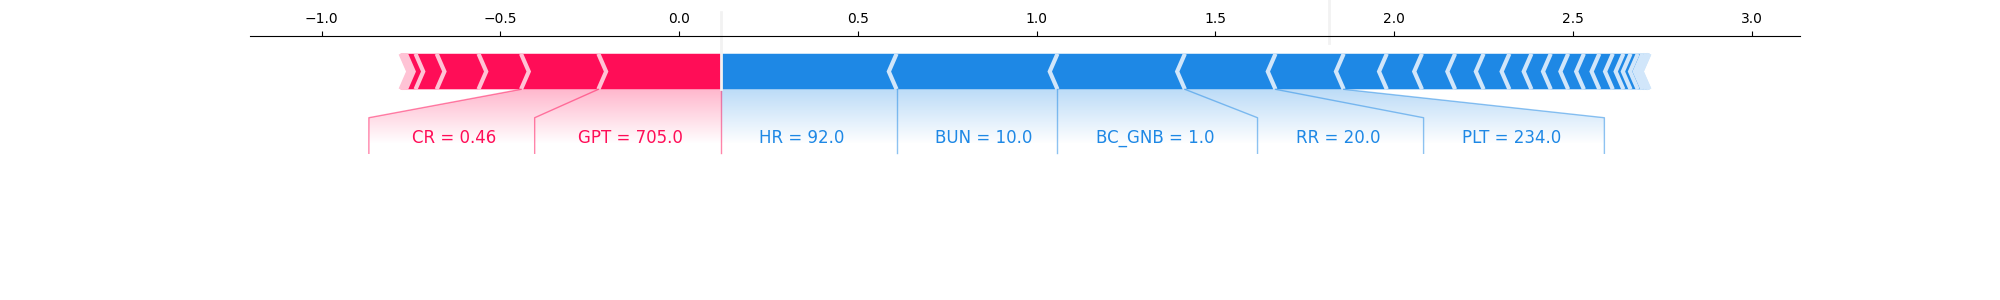 −1.0 −0.5 0.0 0.5 1.0 1.5 2.0 2.5 3.0
CR = 0.46 GPT = 705.0 HR = 92.0 BUN = 10.0 BC_GNB = 1.0 RR = 20.0 PLT = 234.0